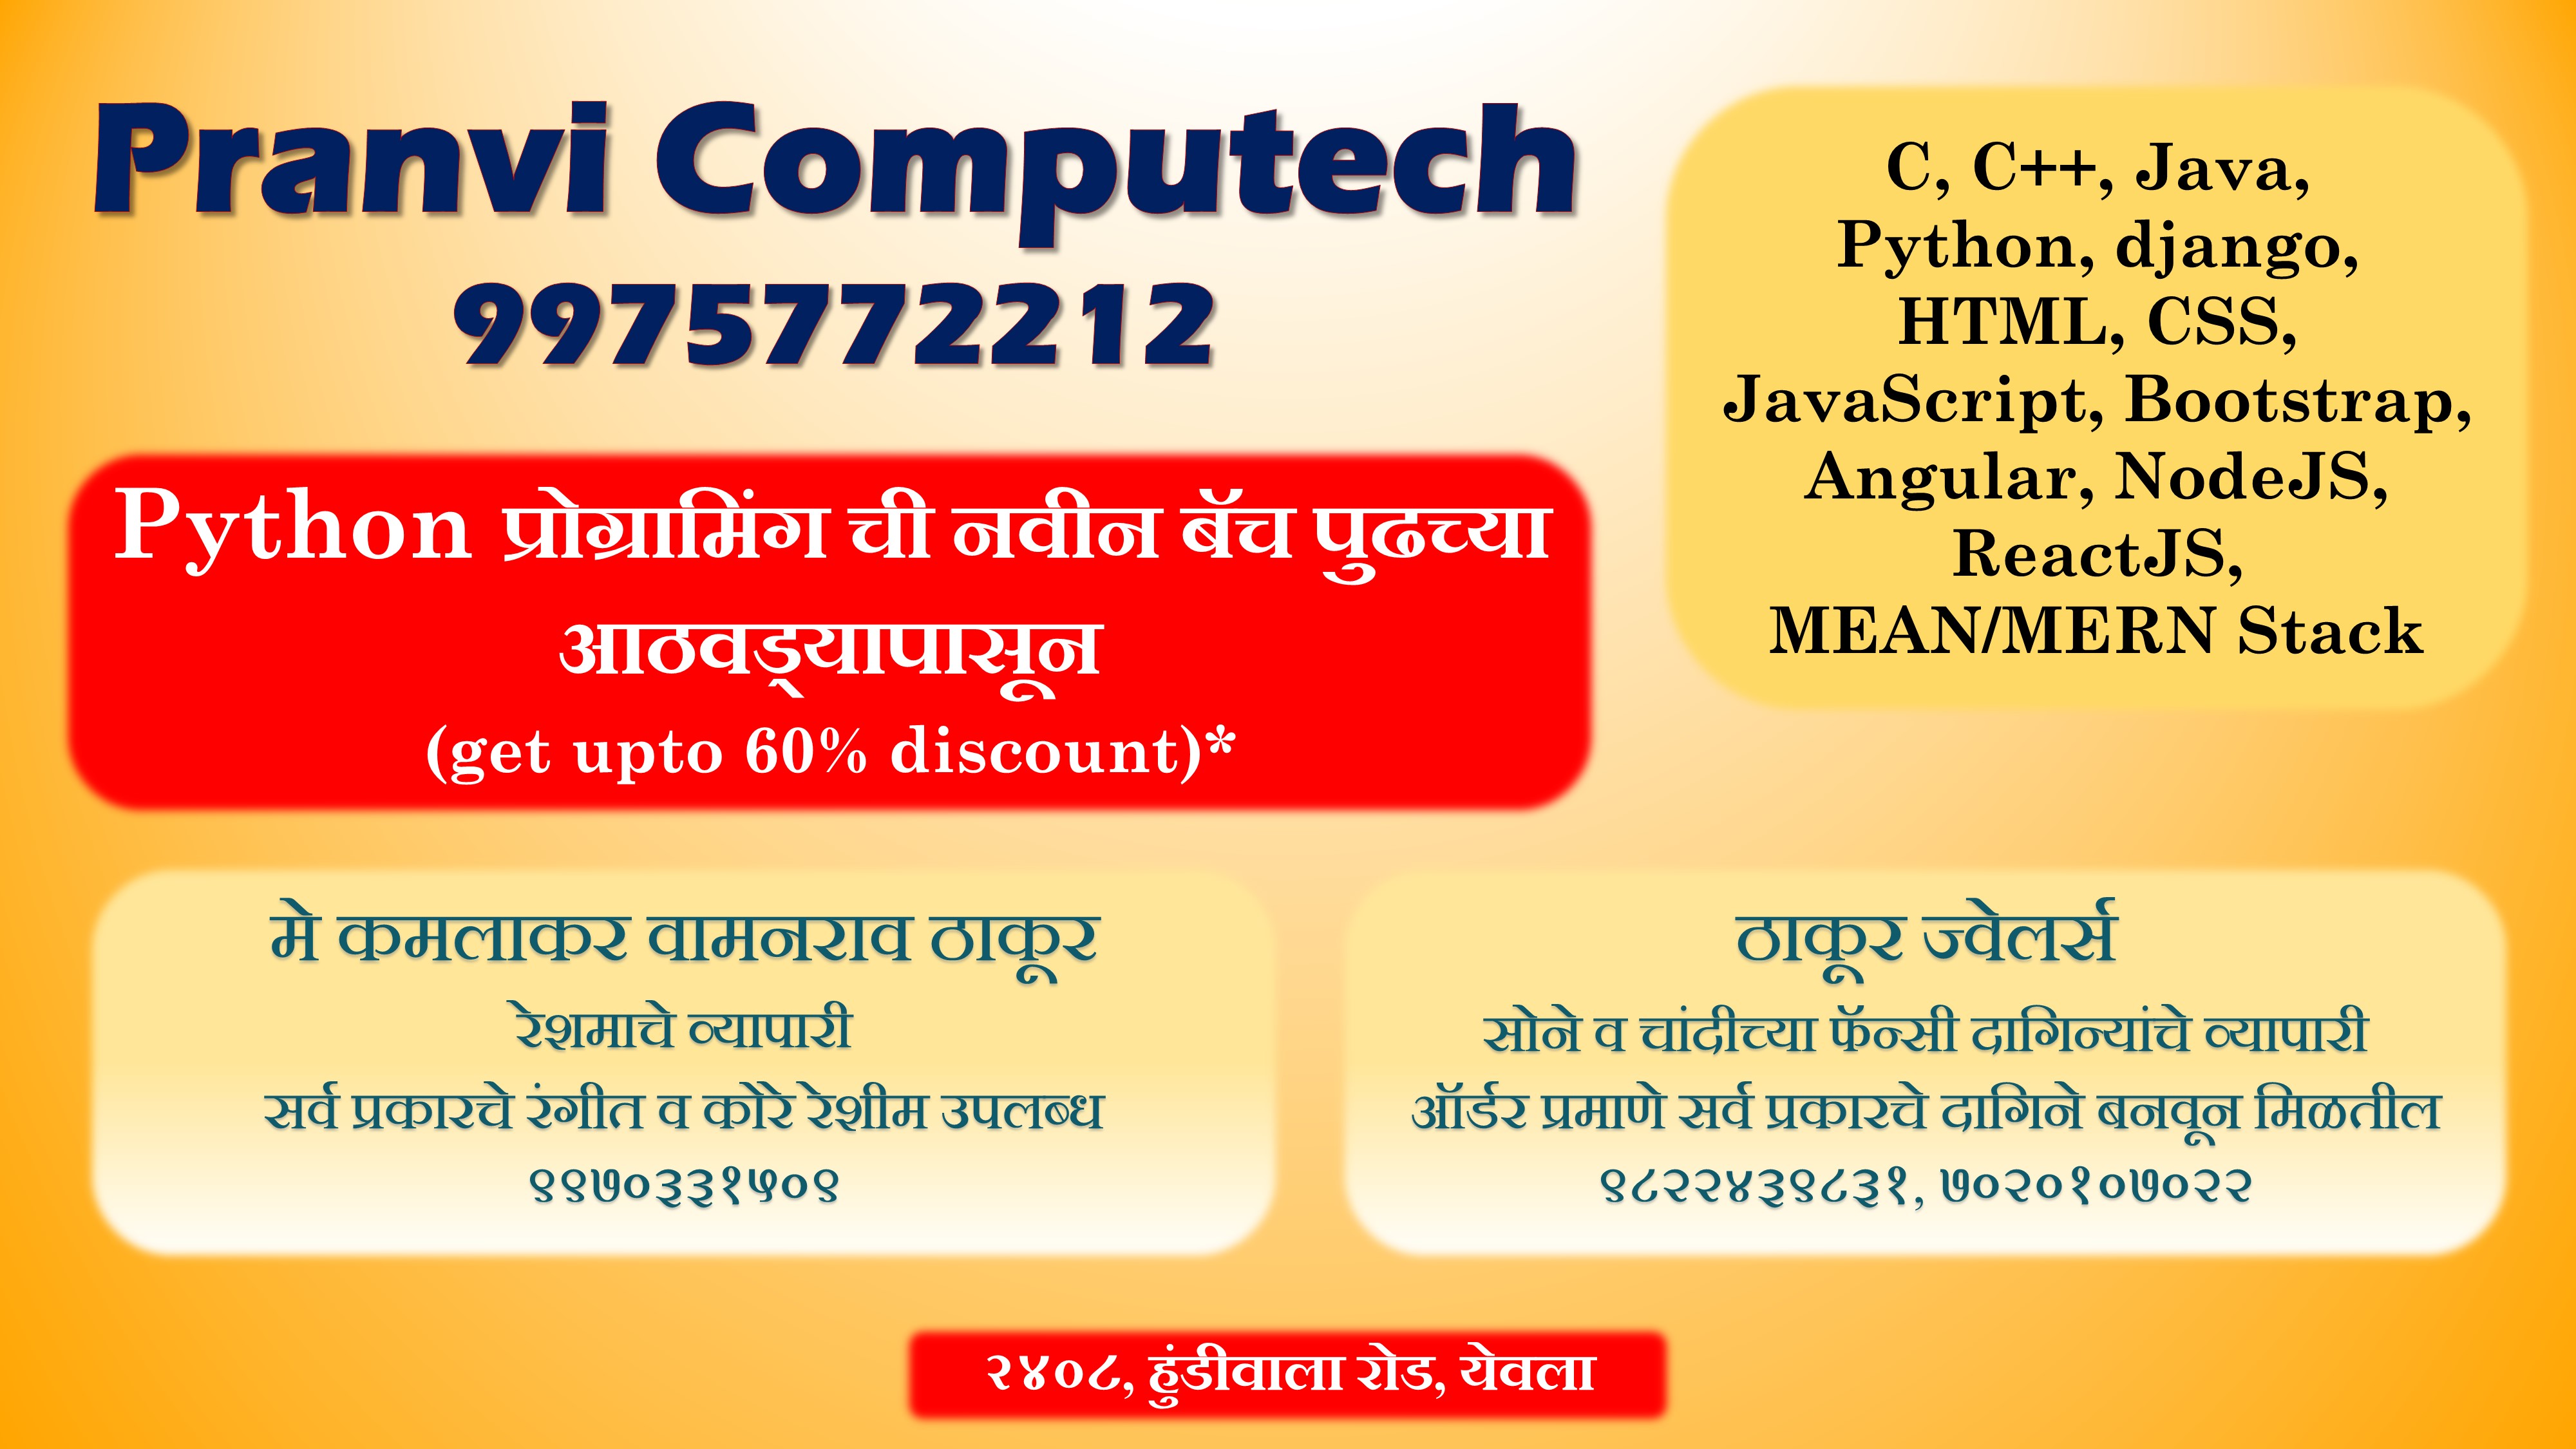 Pranvi Computech
9975772212
Python प्रोग्रामिंग ची नवीन बॅच पुढच्या
आठवड्यापासून
(get upto 60% discount)*
C, C++, Java,
Python, django,
HTML, CSS,
JavaScript, Bootstrap,
Angular, NodeJS,
ReactJS,
MEAN/MERN Stack
मे कमलाकर वामनराव ठाकूर
रेशमाचे व्यापारी
सर्व प्रकारचे रंगीत व कोरे रेशीम उपलब्ध
९९७०३३१५०९
ठाकूर ज्वेलर्स
सोने व चांदीच्या फॅन्सी दागिन्यांचे व्यापारी
ऑर्डर प्रमाणे सर्व प्रकारचे दागिने बनवून मिळतील
९८२२४३९८३१, ७०२०१०७०२२
२४०८, हुंडीवाला रोड, येवला